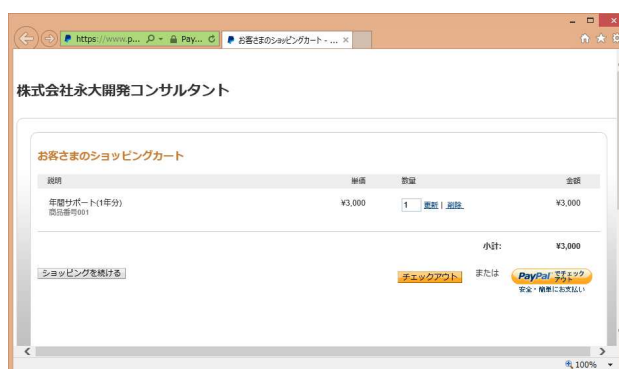 https://www.p... Pay... お客さまのショッピングカート - ...
株式会社永大開発コンサルタント
お客さまのショッピングカート
説明 単価 数量 金額
年間サポート(1年分) ¥3,000 1 更新 | 削除 ¥3,000
商品番号001
小計: ¥3,000
ショッピングを続ける チェックアウト または PayPal でチェックアウト
安全・簡単にお支払い
100%